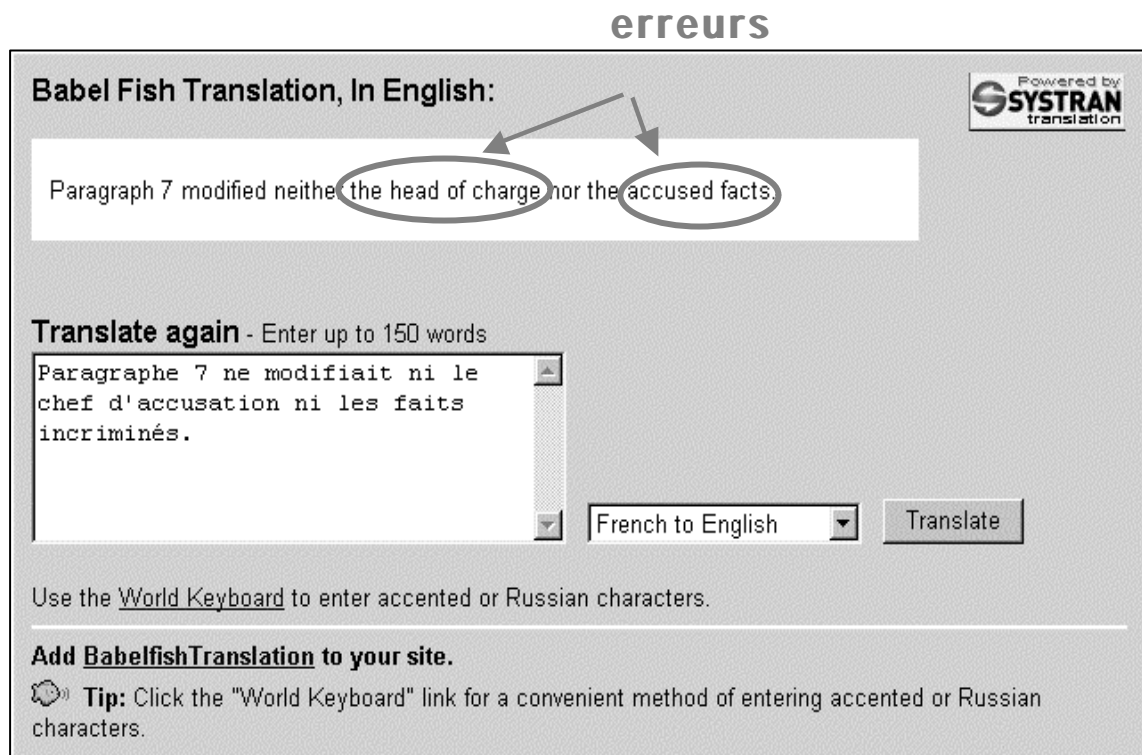 erreurs
Babel Fish Translation, In English:
Powered by
SYSTRAN
translation
Paragraph 7 modified neither the head of charge nor the accused facts.
Translate again - Enter up to 150 words
Paragraphe 7 ne modifiait ni le
chef d'accusation ni les faits
incriminés.
French to English
Translate
Use the World Keyboard to enter accented or Russian characters.
Add BabelfishTranslation to your site.
Tip: Click the "World Keyboard" link for a convenient method of entering accented or Russian
characters.